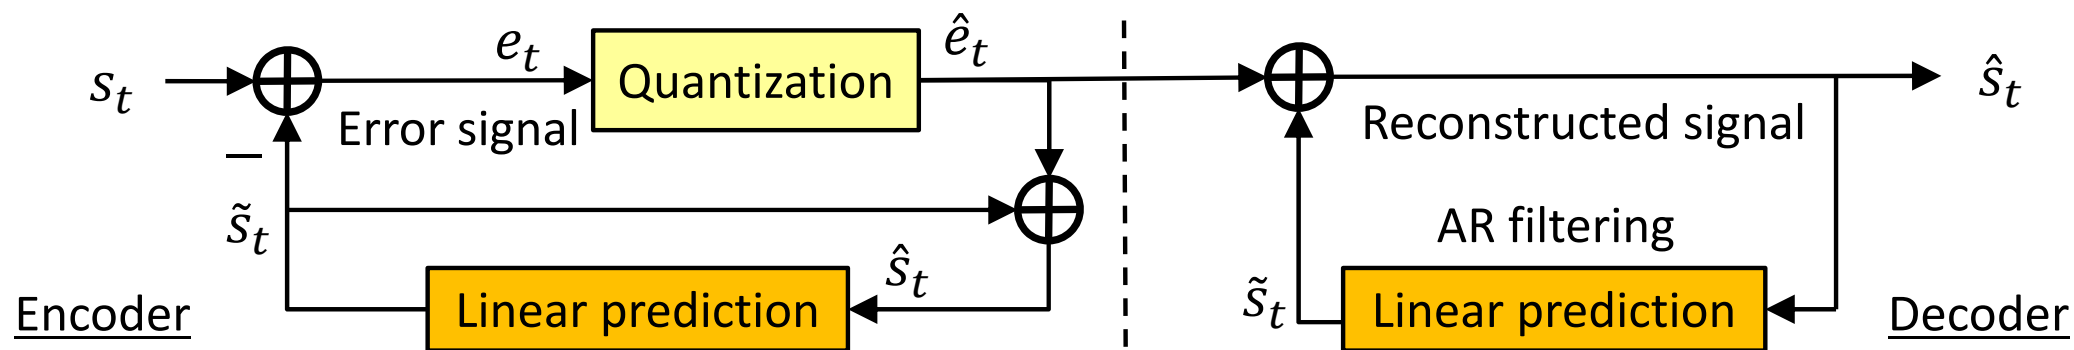 s_t
e_t
Quantization
ê_t
ŝ_t
Error signal
Reconstructed signal
−
s̃_t
AR filtering
ŝ_t
s̃_t
Encoder
Linear prediction
Linear prediction
Decoder